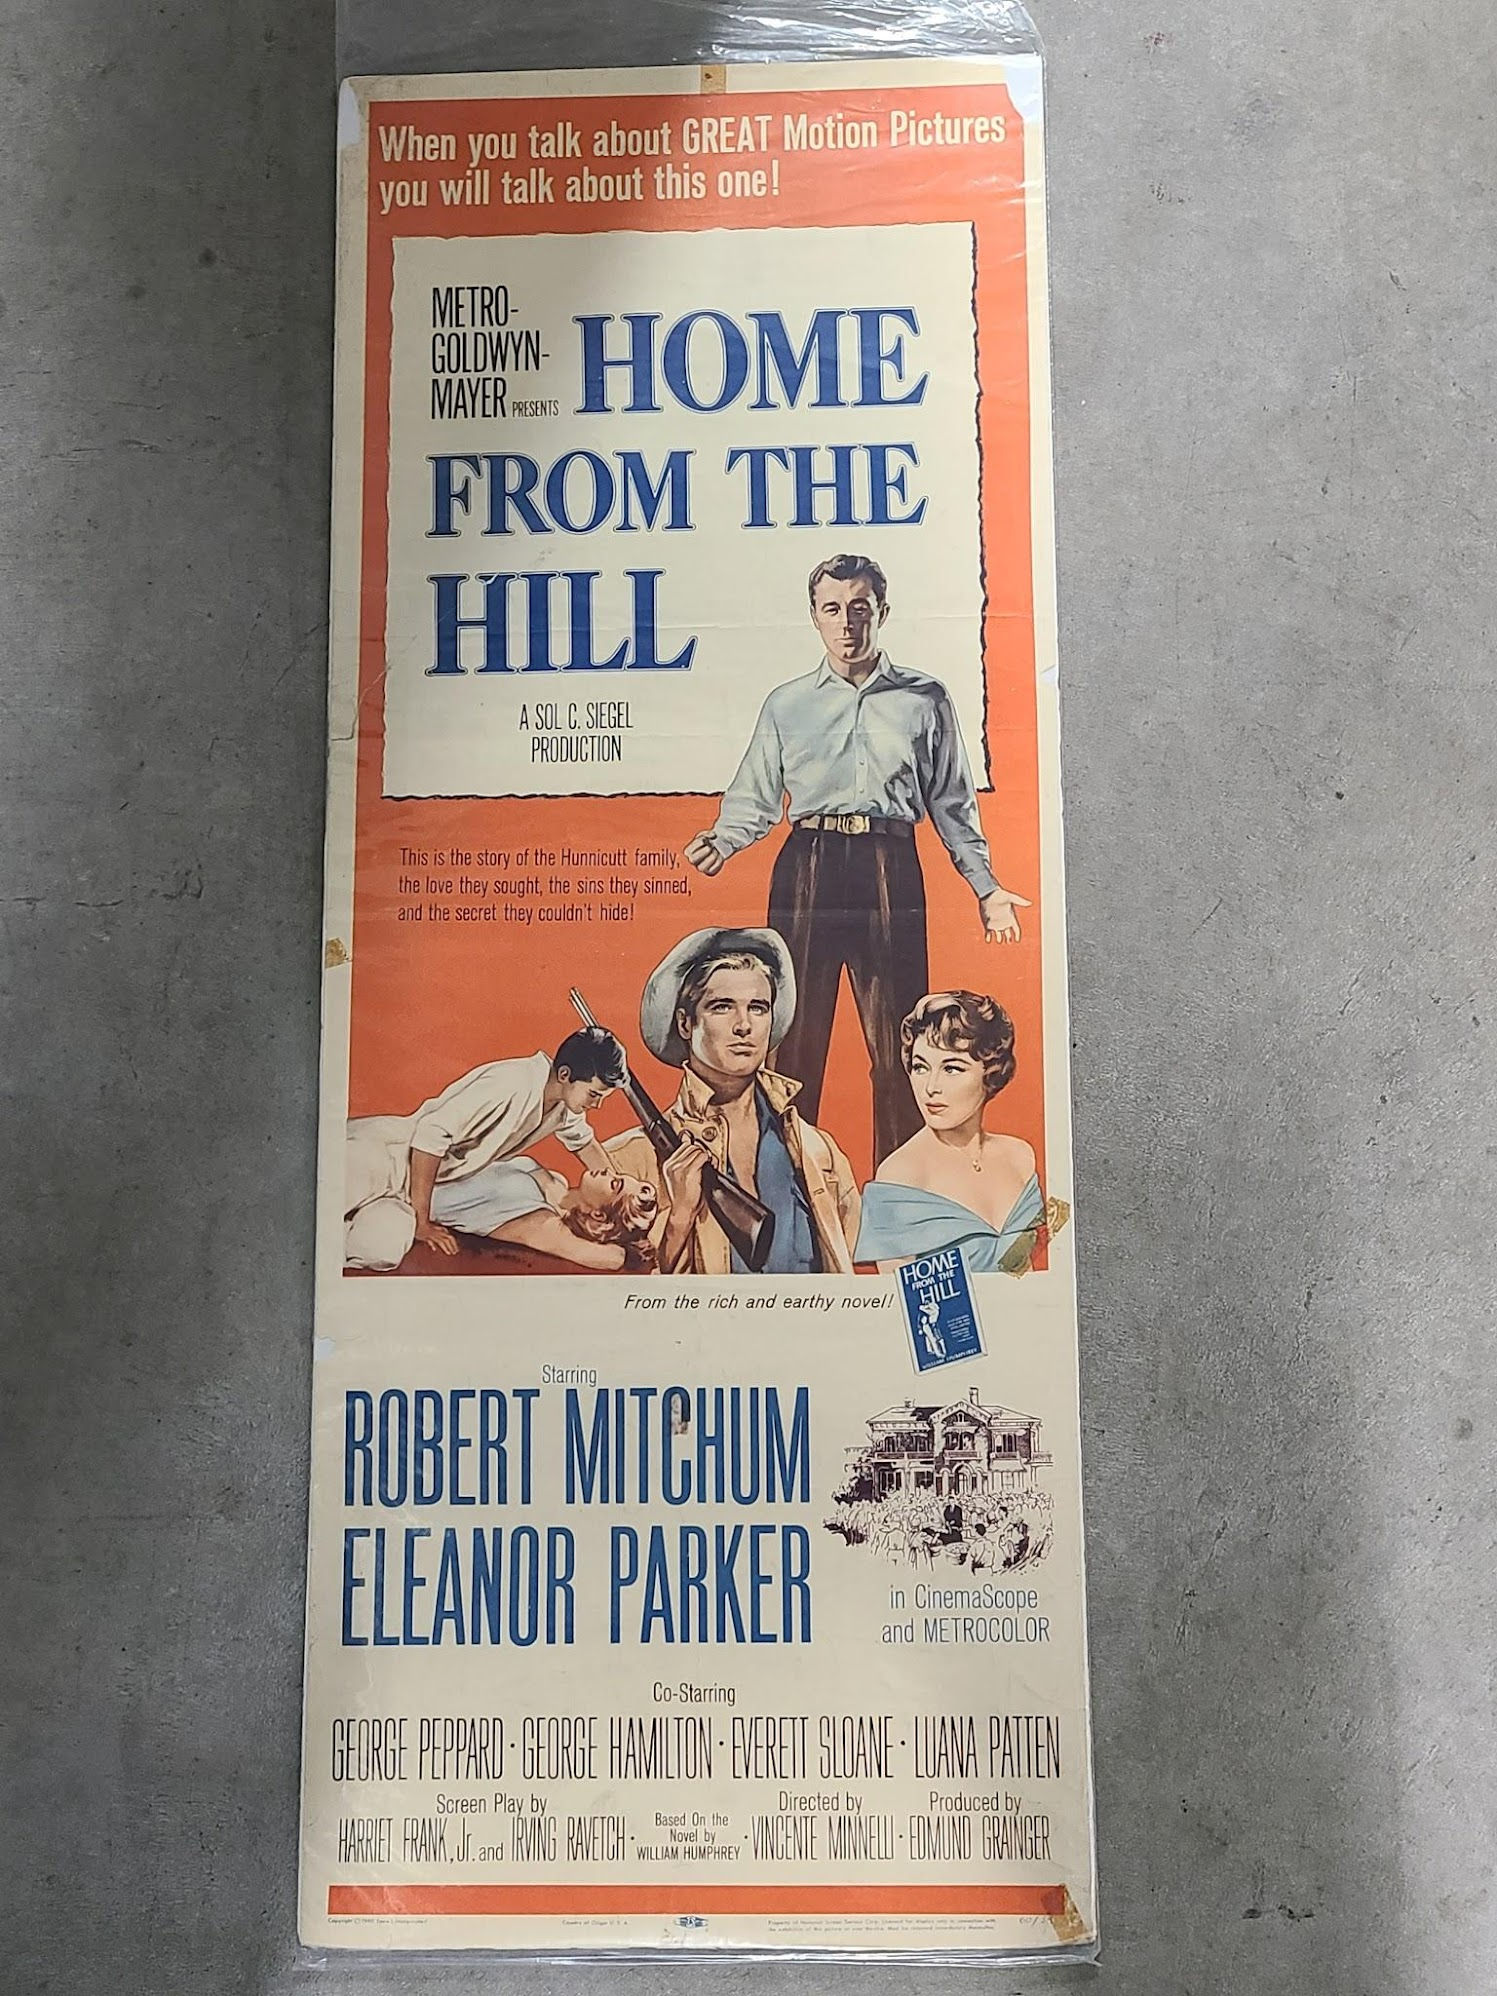 When you talk about GREAT Motion Pictures
you will talk about this one!
METRO-
GOLDWYN-
MAYER PRESENTS
HOME
FROM THE
HILL
A SOL C. SIEGEL
PRODUCTION
This is the story of the Hunnicutt family,
the love they sought, the sins they sinned,
and the secret they couldn't hide!
From the rich and earthy novel!
HOME
FROM THE
HILL
WILLIAM HUMPHREY
Starring
ROBERT MITCHUM
ELEANOR PARKER
in CinemaScope
and METROCOLOR
Co-Starring
GEORGE PEPPARD · GEORGE HAMILTON · EVERETT SLOANE · LUANA PATTEN
Screen Play by
HARRIET FRANK, Jr. and IRVING RAVETCH ·
Based On the
Novel by
WILLIAM HUMPHREY
Directed by
· VINCENTE MINNELLI ·
Produced by
EDMUND GRAINGER
Country of Origin U.S.A.